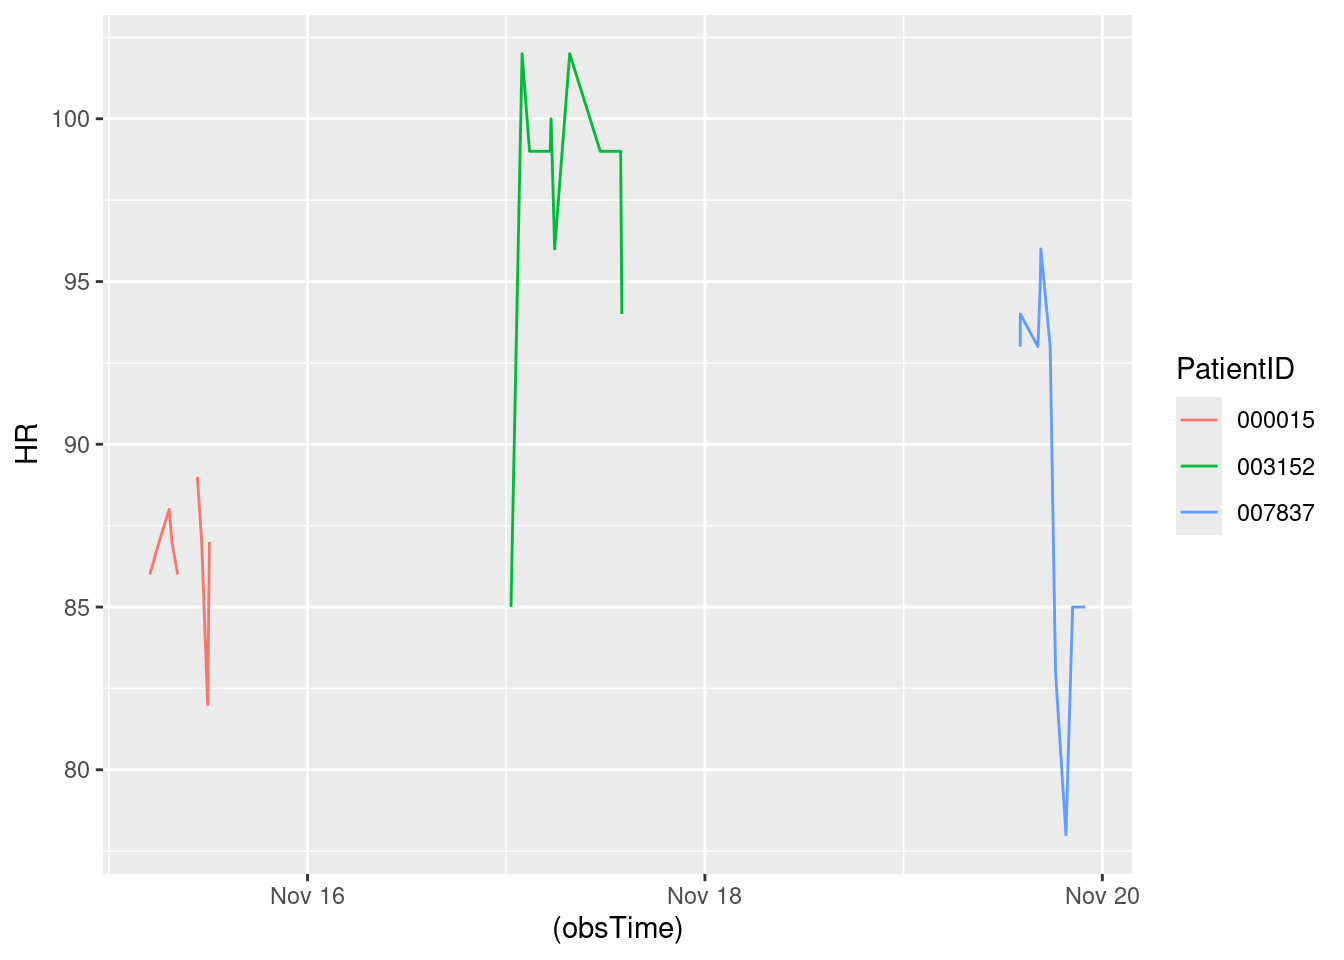 100
95
90
85
80
HR
Nov 16
Nov 18
Nov 20
(obsTime)
PatientID
000015
003152
007837